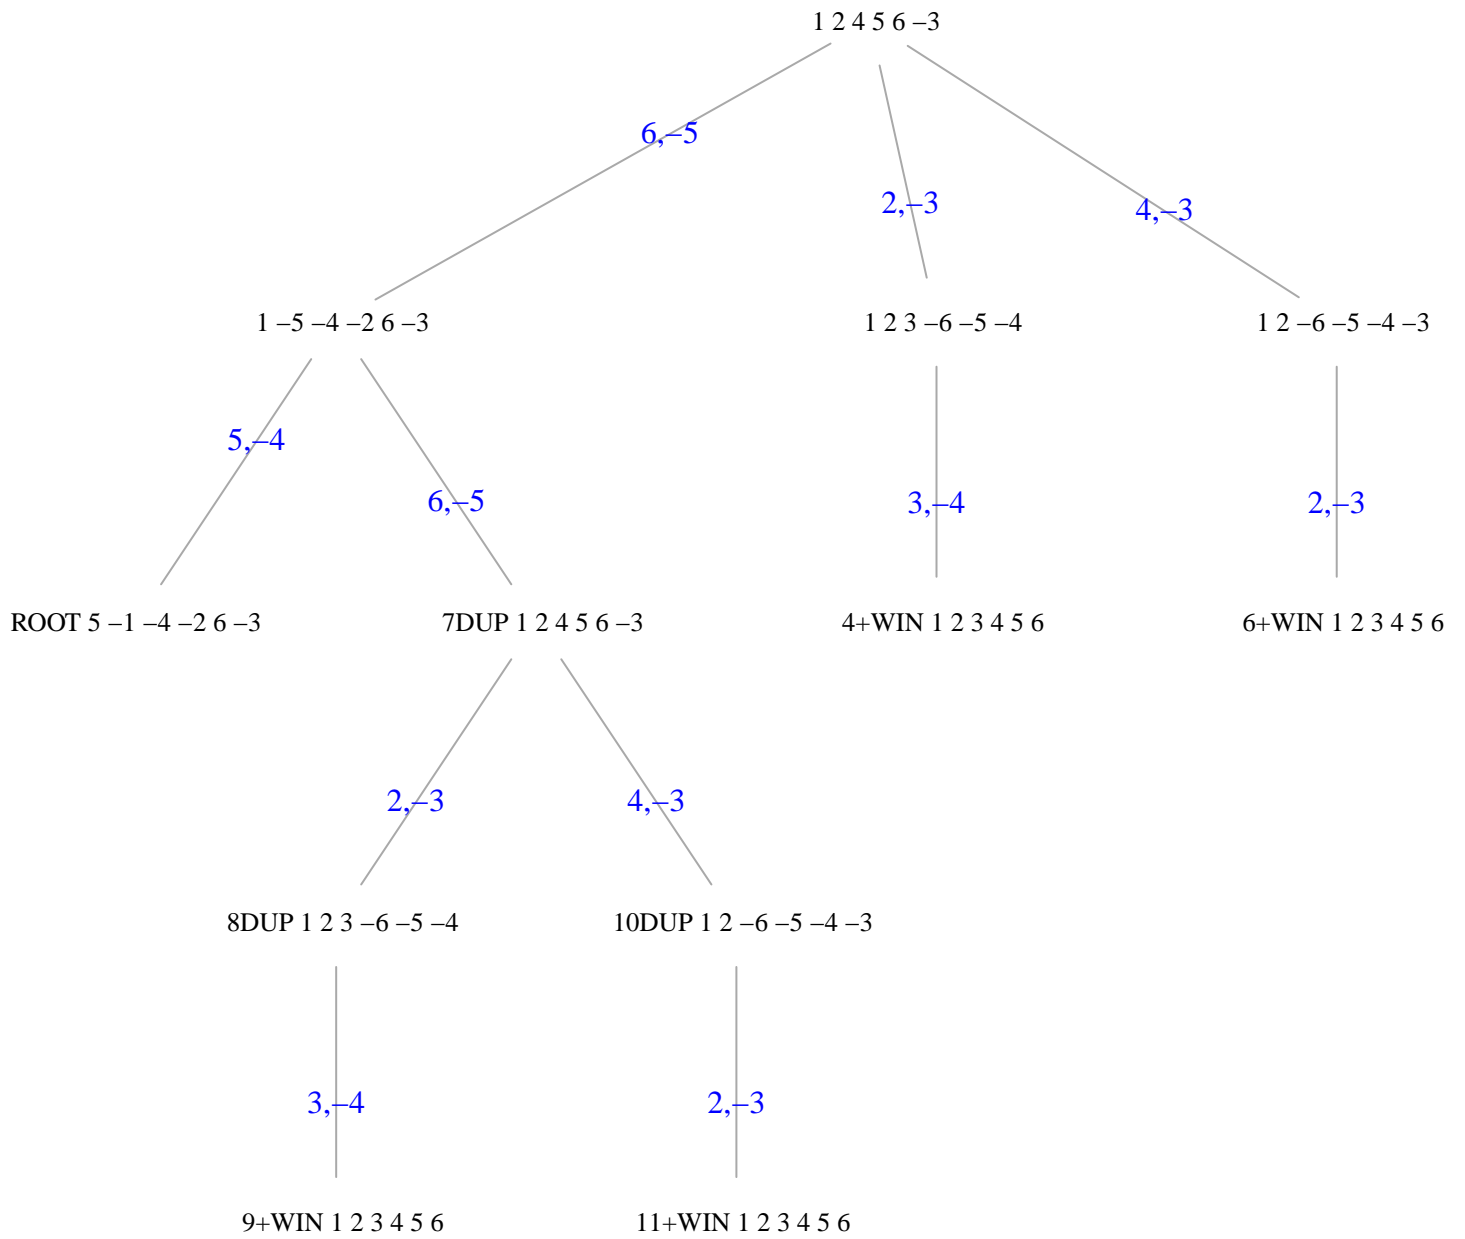 1 2 4 5 6 –3
6,–5
2,–3
4,–3
1 –5 –4 –2 6 –3
1 2 3 –6 –5 –4
1 2 –6 –5 –4 –3
5,–4
6,–5
3,–4
2,–3
ROOT 5 –1 –4 –2 6 –3
7DUP 1 2 4 5 6 –3
4+WIN 1 2 3 4 5 6
6+WIN 1 2 3 4 5 6
2,–3
4,–3
8DUP 1 2 3 –6 –5 –4
10DUP 1 2 –6 –5 –4 –3
3,–4
2,–3
9+WIN 1 2 3 4 5 6
11+WIN 1 2 3 4 5 6